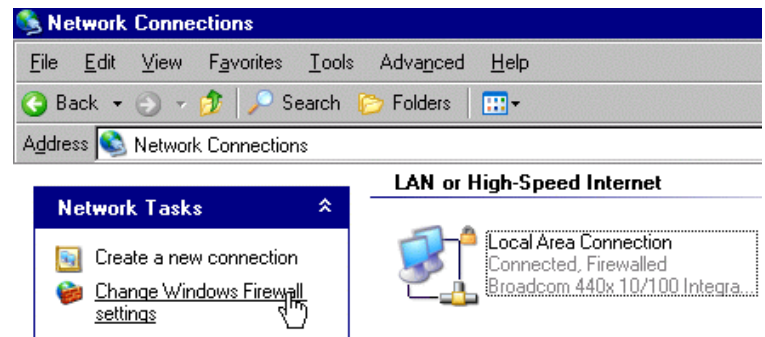 Network Connections
File Edit View Favorites Tools Advanced Help
Back Search Folders
Address Network Connections
LAN or High-Speed Internet
Network Tasks
Create a new connection
Change Windows Firewall
settings
Local Area Connection
Connected, Firewalled
Broadcom 440x 10/100 Integra...